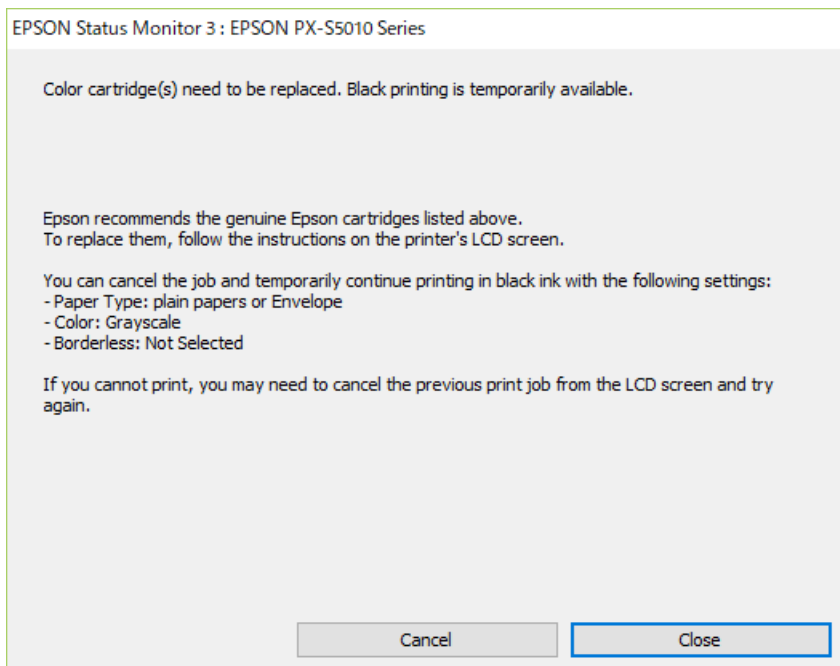 EPSON Status Monitor 3 : EPSON PX-S5010 Series
Color cartridge(s) need to be replaced. Black printing is temporarily available.
Epson recommends the genuine Epson cartridges listed above.
To replace them, follow the instructions on the printer's LCD screen.
You can cancel the job and temporarily continue printing in black ink with the following settings:
- Paper Type: plain papers or Envelope
- Color: Grayscale
- Borderless: Not Selected
If you cannot print, you may need to cancel the previous print job from the LCD screen and try
again.
Cancel
Close